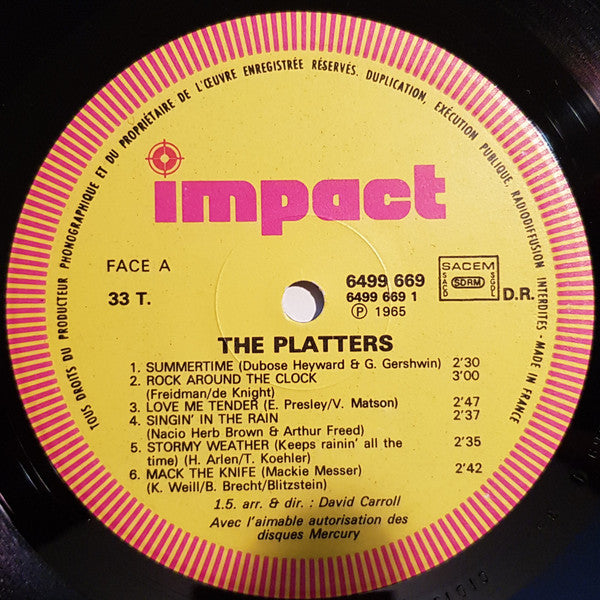 TOUS DROITS DU PRODUCTEUR PHONOGRAPHIQUE ET DU PROPRIÉTAIRE DE L'ŒUVRE ENREGISTRÉE RÉSERVÉS. DUPLICATION, EXÉCUTION PUBLIQUE, RADIODIFFUSION INTERDITES - MADE IN FRANCE
impact
FACE A
33 T.
6499 669
6499 669 1
Ⓟ 1965
SACEM
SACD SDRM SGDL
D.R.
THE PLATTERS
1. SUMMERTIME (Dubose Heyward & G. Gershwin) 2'30
2. ROCK AROUND THE CLOCK 3'00
(Freidman/de Knight)
3. LOVE ME TENDER (E. Presley/V. Matson) 2'47
4. SINGIN' IN THE RAIN 2'37
(Nacio Herb Brown & Arthur Freed)
5. STORMY WEATHER (Keeps rainin' all the 2'35
time) (H. Arlen/T. Koehler)
6. MACK THE KNIFE (Mackie Messer) 2'42
(K. Weill/B. Brecht/Blitzstein)
1.5. arr. & dir. : David Carroll
Avec l'aimable autorisation des
disques Mercury